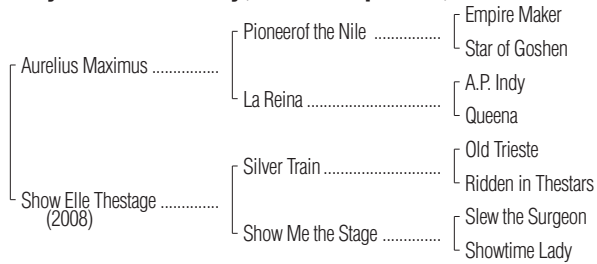 Empire Maker
Pioneerof the Nile ................
Star of Goshen
Aurelius Maximus ................
A.P. Indy
La Reina ................................
Queena
Old Trieste
Silver Train ............................
Ridden in Thestars
Show Elle Thestage ..............
(2008)
Slew the Surgeon
Show Me the Stage ..............
Showtime Lady